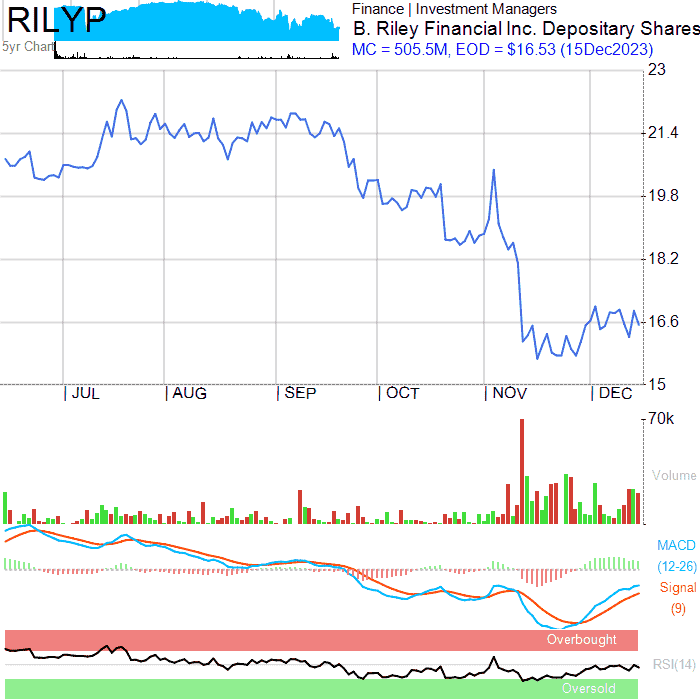 RILYP
5yr Chart
Finance | Investment Managers
B. Riley Financial Inc. Depositary Shares
MC = 505.5M, EOD = $16.53 (15Dec2023)
23
21.4
19.8
18.2
16.6
15
JUL AUG SEP OCT NOV DEC
70k
Volume
MACD
(12-26)
Signal
(9)
Overbought
RSI(14)
Oversold